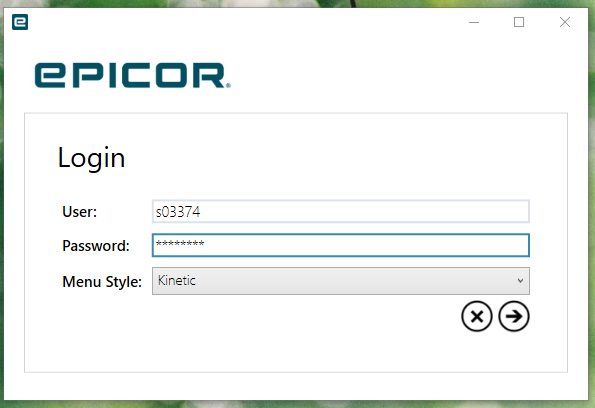 EPICOR®
Login
User: s03374
Password: ********
Menu Style: Kinetic